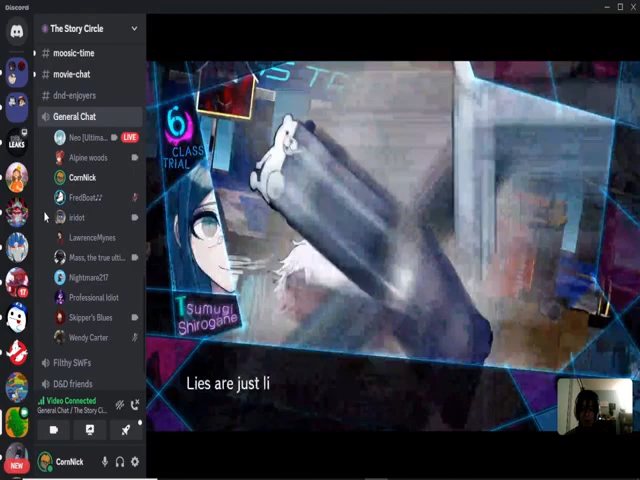 Discord
The Story Circle
moosic-time
movie-chat
dnd-enjoyers
General Chat
Neo [Ultima...
LIVE
Alpine woods
CornNick
FredBoat♪♪
iridot
LawrenceMynes
Mass, the true ulti...
Nightmare217
Professional Idiot
Skipper's Blues
Wendy Carter
Filthy SWFs
D&D friends
Video Connected
General Chat / The Story Ci...
CornNick
LEAKS
17
NEW
6
CLASS
TRIAL
Tsumugi
Shirogane
Lies are just li